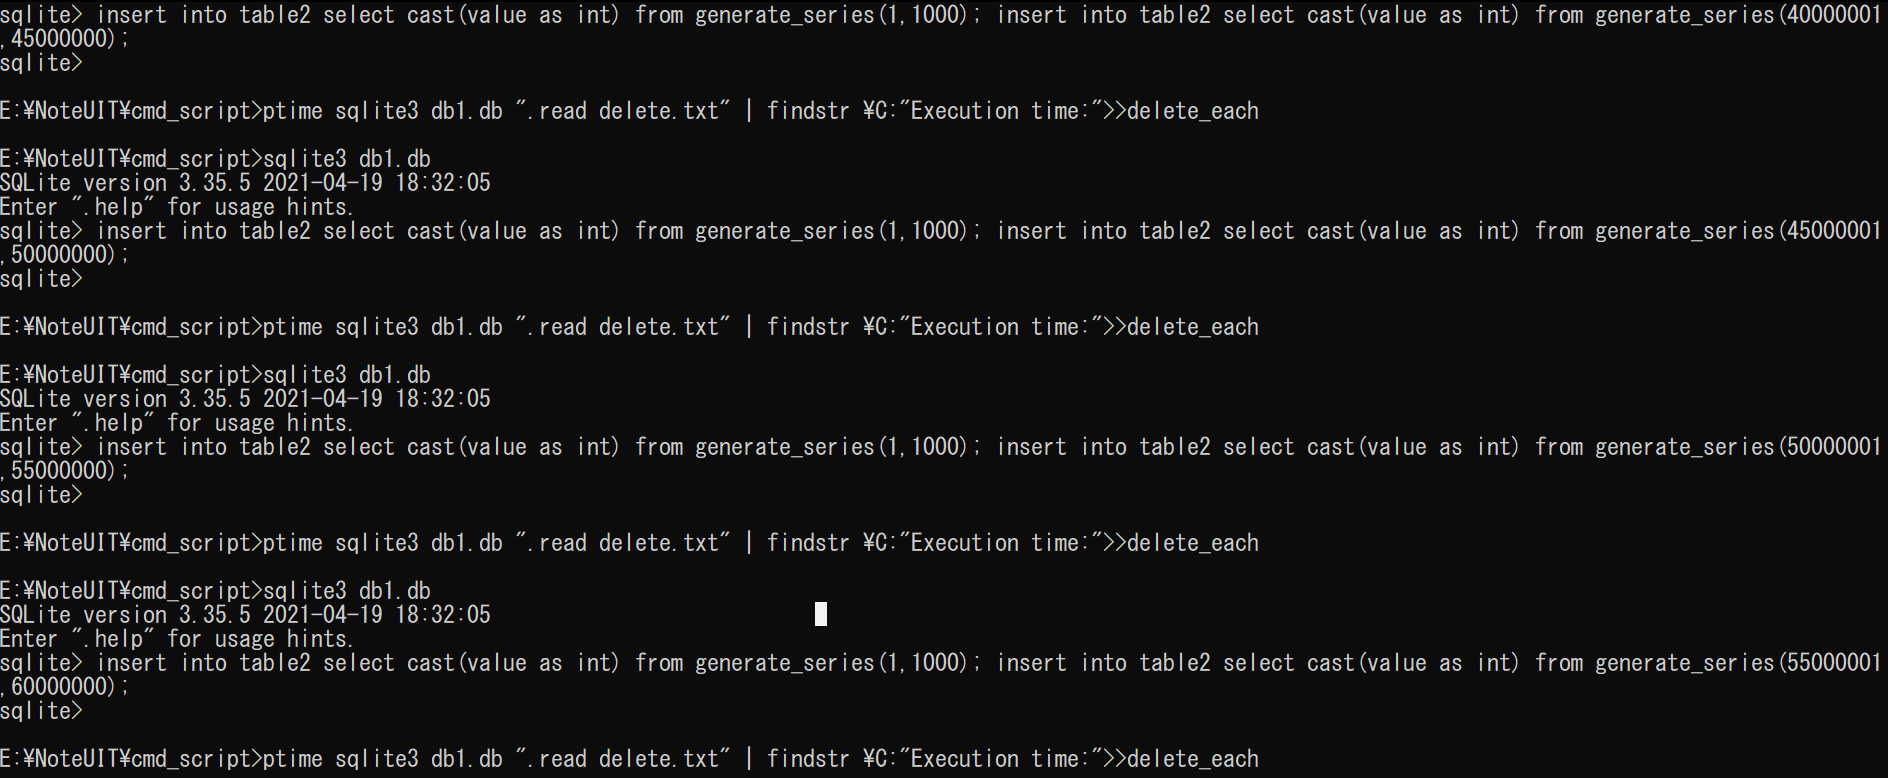 sqlite> insert into table2 select cast(value as int) from generate_series(1,1000); insert into table2 select cast(value as int) from generate_series(40000001
,45000000);
sqlite>
E:¥NoteUIT¥cmd_script>ptime sqlite3 db1.db ".read delete.txt" | findstr ¥C:"Execution time:">>delete_each
E:¥NoteUIT¥cmd_script>sqlite3 db1.db
SQLite version 3.35.5 2021-04-19 18:32:05
Enter ".help" for usage hints.
sqlite> insert into table2 select cast(value as int) from generate_series(1,1000); insert into table2 select cast(value as int) from generate_series(45000001
,50000000);
sqlite>
E:¥NoteUIT¥cmd_script>ptime sqlite3 db1.db ".read delete.txt" | findstr ¥C:"Execution time:">>delete_each
E:¥NoteUIT¥cmd_script>sqlite3 db1.db
SQLite version 3.35.5 2021-04-19 18:32:05
Enter ".help" for usage hints.
sqlite> insert into table2 select cast(value as int) from generate_series(1,1000); insert into table2 select cast(value as int) from generate_series(50000001
,55000000);
sqlite>
E:¥NoteUIT¥cmd_script>ptime sqlite3 db1.db ".read delete.txt" | findstr ¥C:"Execution time:">>delete_each
E:¥NoteUIT¥cmd_script>sqlite3 db1.db
SQLite version 3.35.5 2021-04-19 18:32:05
Enter ".help" for usage hints.
sqlite> insert into table2 select cast(value as int) from generate_series(1,1000); insert into table2 select cast(value as int) from generate_series(55000001
,60000000);
sqlite>
E:¥NoteUIT¥cmd_script>ptime sqlite3 db1.db ".read delete.txt" | findstr ¥C:"Execution time:">>delete_each